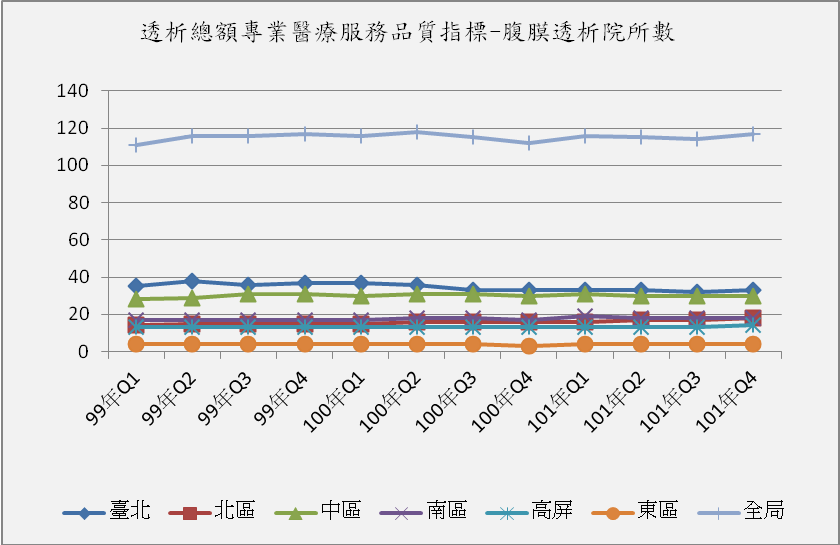 透析總額專業醫療服務品質指標-腹膜透析院所數
140
120
100
80
60
40
20
0
99年Q1
99年Q2
99年Q3
99年Q4
100年Q1
100年Q2
100年Q3
100年Q4
101年Q1
101年Q2
101年Q3
101年Q4
臺北 北區 中區 南區 高屏 東區 全局